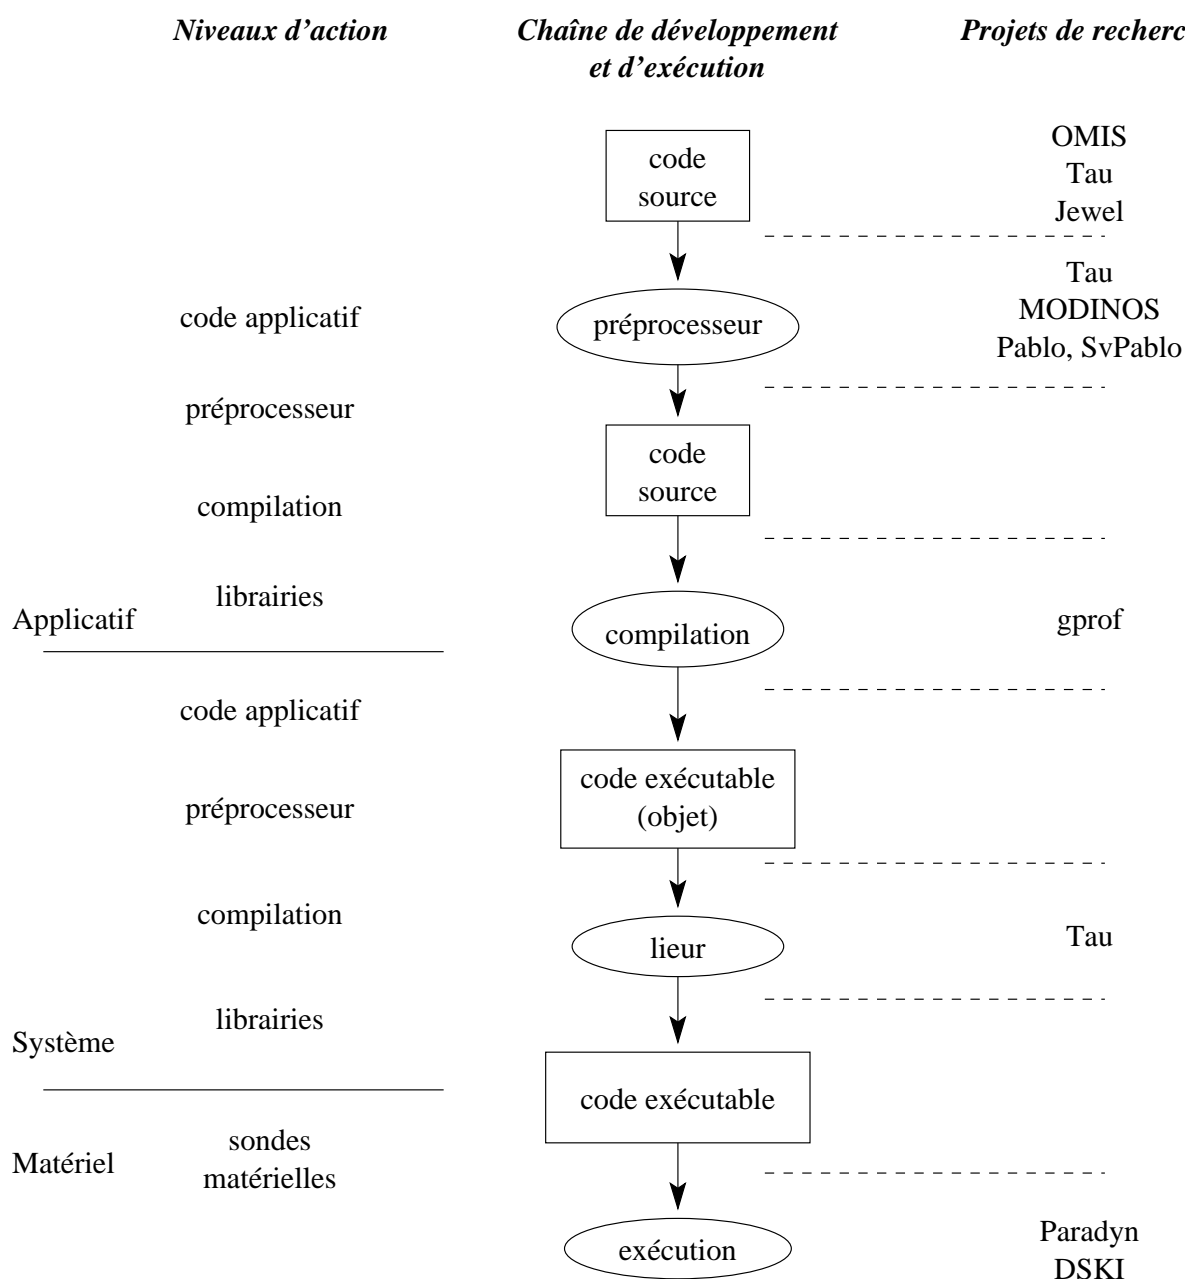 Niveaux d’action
Chaîne de développement
et d’exécution
Projets de recherc
code
source
OMIS
Tau
Jewel
code applicatif
préprocesseur
Tau
MODINOS
Pablo, SvPablo
préprocesseur
code
source
compilation
librairies
Applicatif
compilation
gprof
code applicatif
préprocesseur
code exécutable
(objet)
compilation
lieur
Tau
librairies
Système
code exécutable
Matériel
sondes
matérielles
exécution
Paradyn
DSKI